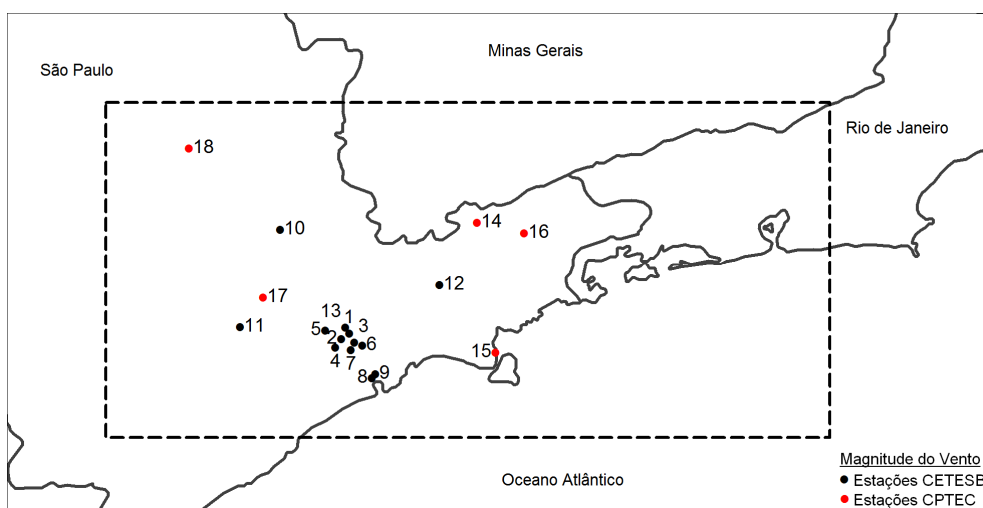 Minas Gerais
São Paulo
Rio de Janeiro
18
10
14
16
12
17
11
13
1
5
3
2
6
4
7
15
8
9
Magnitude do Vento
Estações CETESB
Oceano Atlântico
Estações CPTEC